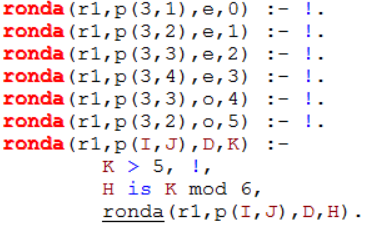 ronda(r1,p(3,1),e,0) :- !.
ronda(r1,p(3,2),e,1) :- !.
ronda(r1,p(3,3),e,2) :- !.
ronda(r1,p(3,4),e,3) :- !.
ronda(r1,p(3,3),o,4) :- !.
ronda(r1,p(3,2),o,5) :- !.
ronda(r1,p(I,J),D,K) :-
K > 5, !,
H is K mod 6,
ronda(r1,p(I,J),D,H).